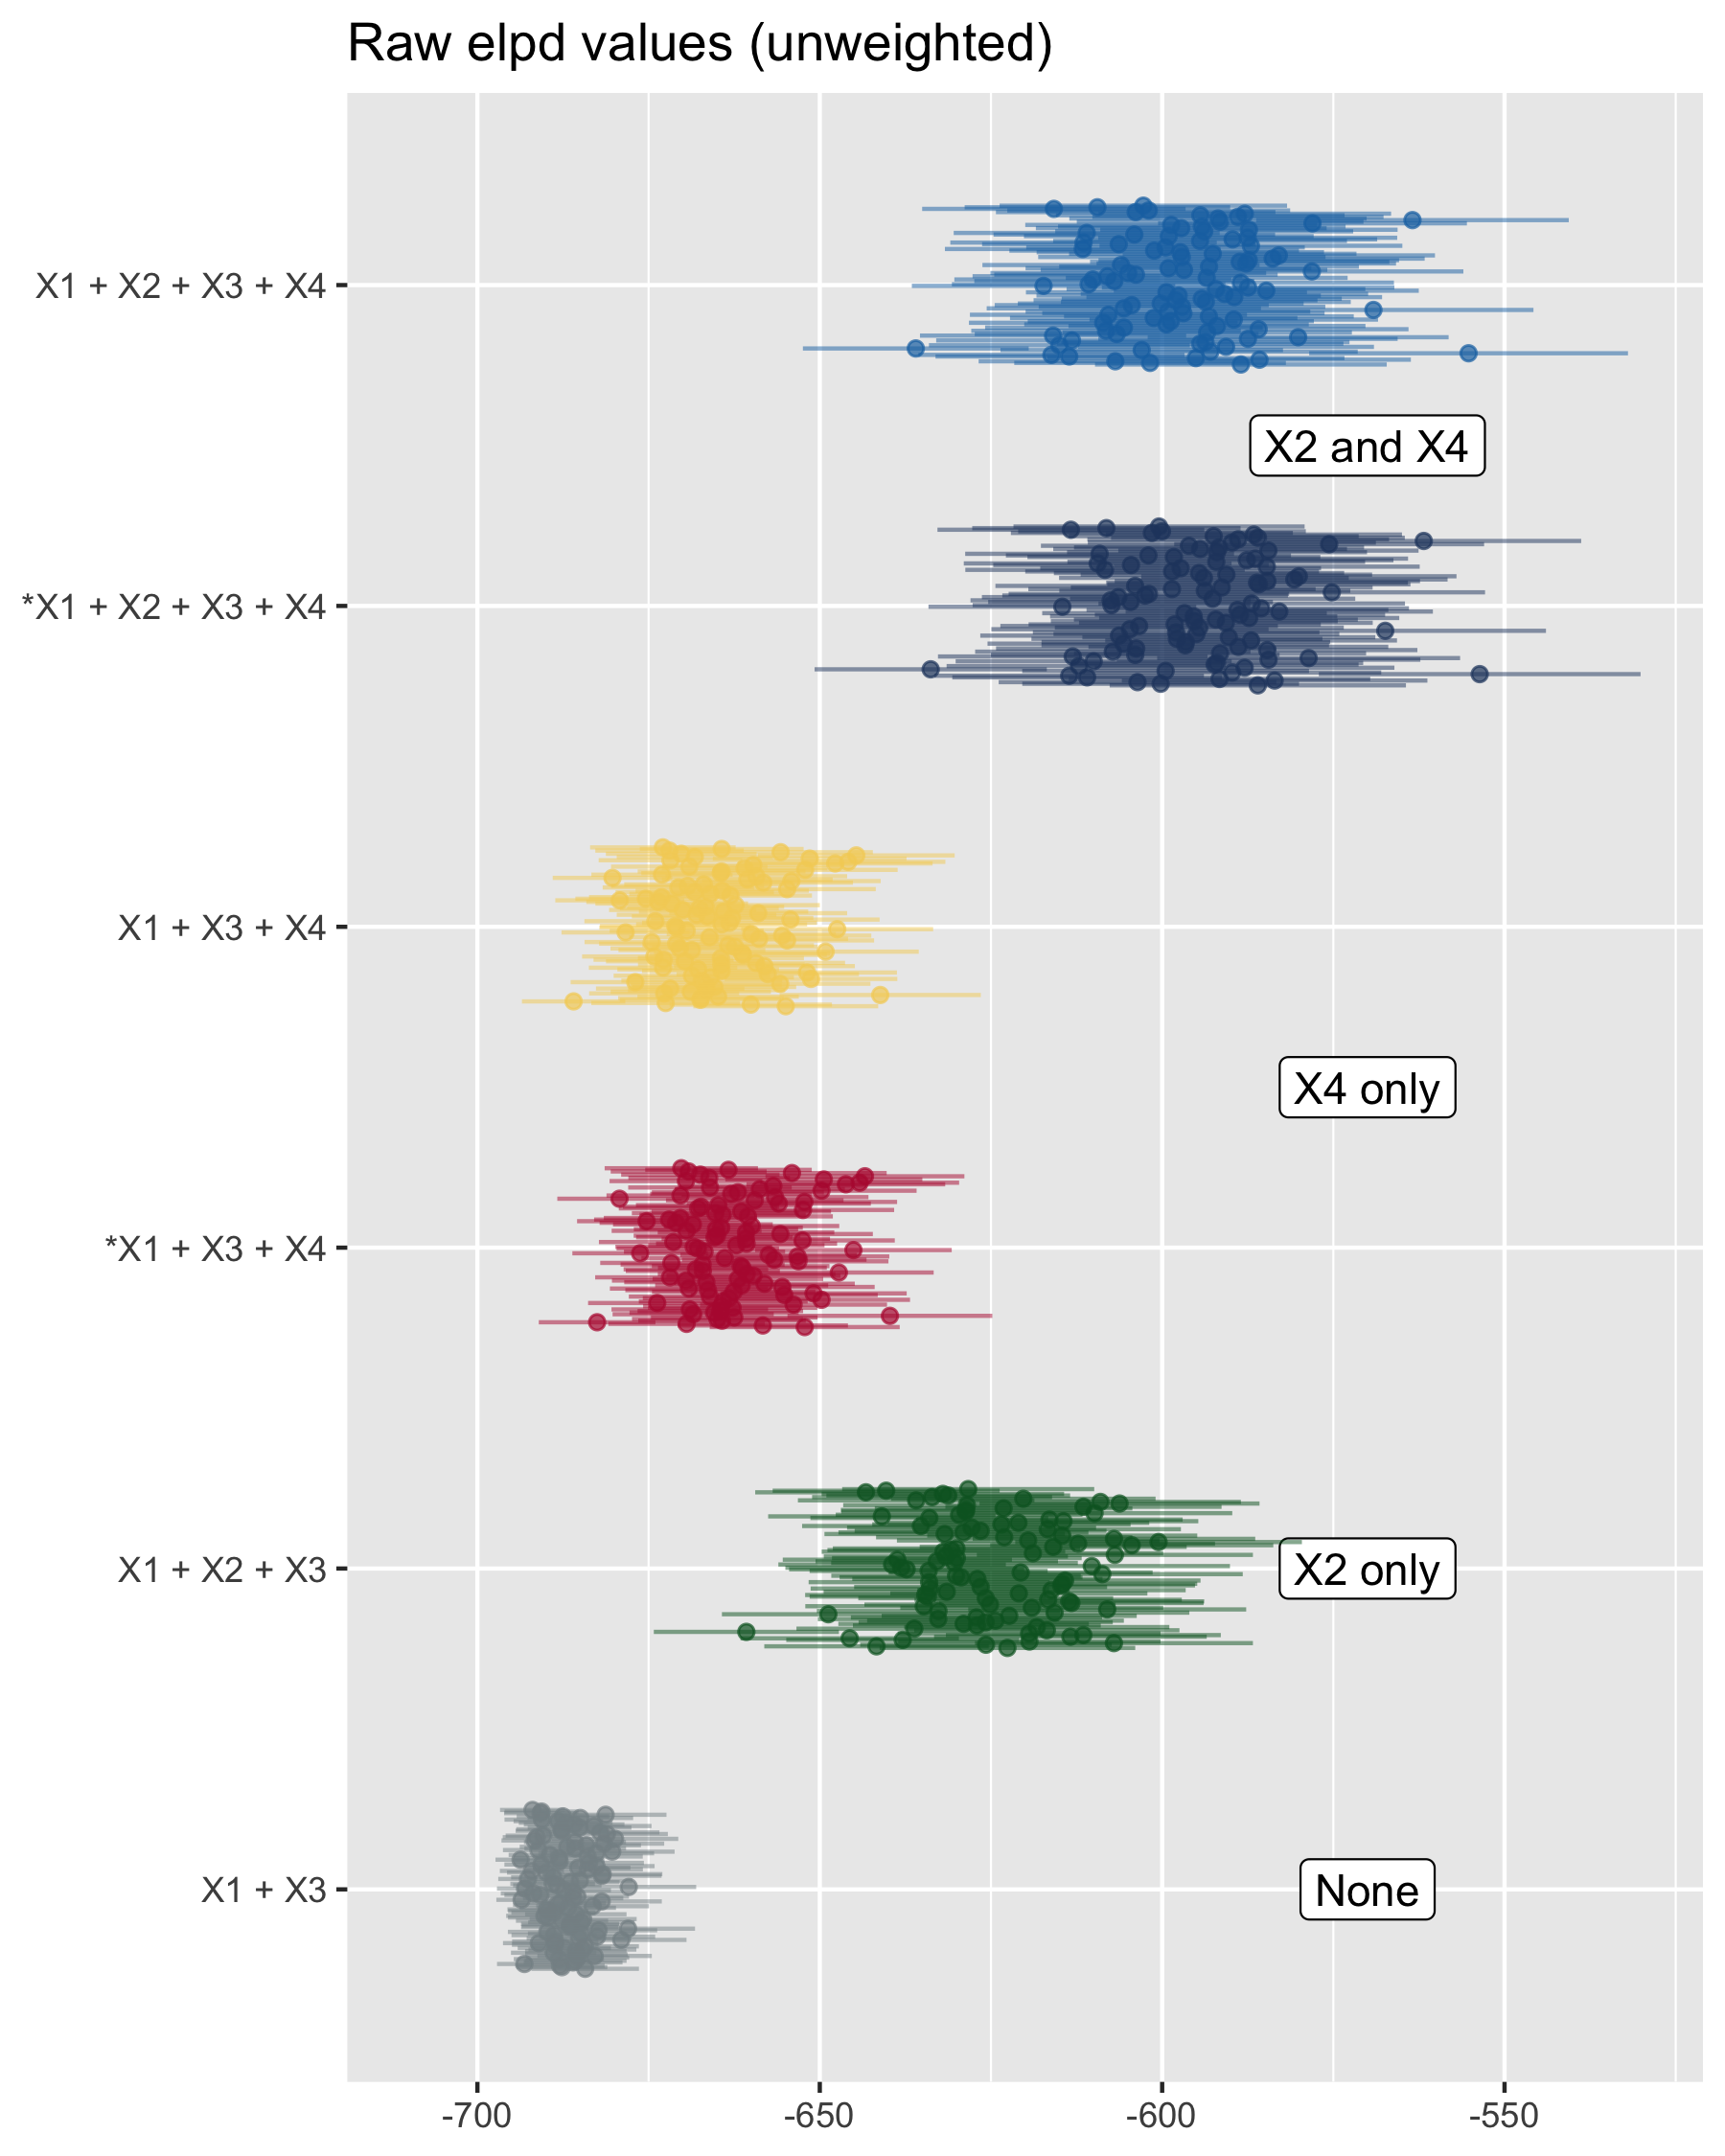 Raw elpd values (unweighted)
X1 + X2 + X3 + X4
X2 and X4
*X1 + X2 + X3 + X4
X1 + X3 + X4
X4 only
*X1 + X3 + X4
X1 + X2 + X3
X2 only
X1 + X3
None
-700
-650
-600
-550